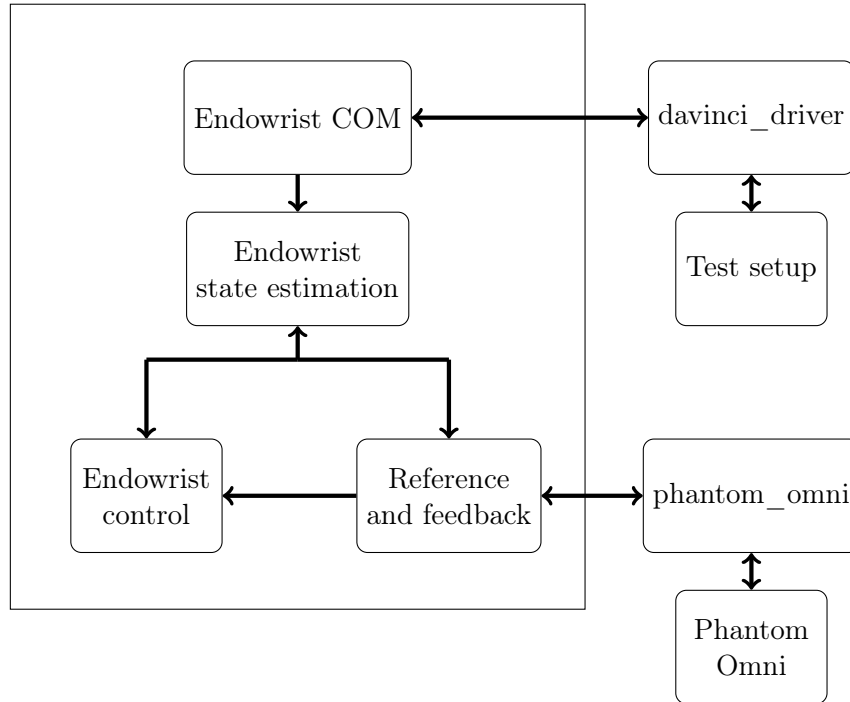 Endowrist COM
davinci_driver
Endowrist
state estimation
Test setup
Endowrist
control
Reference
and feedback
phantom_omni
Phantom
Omni